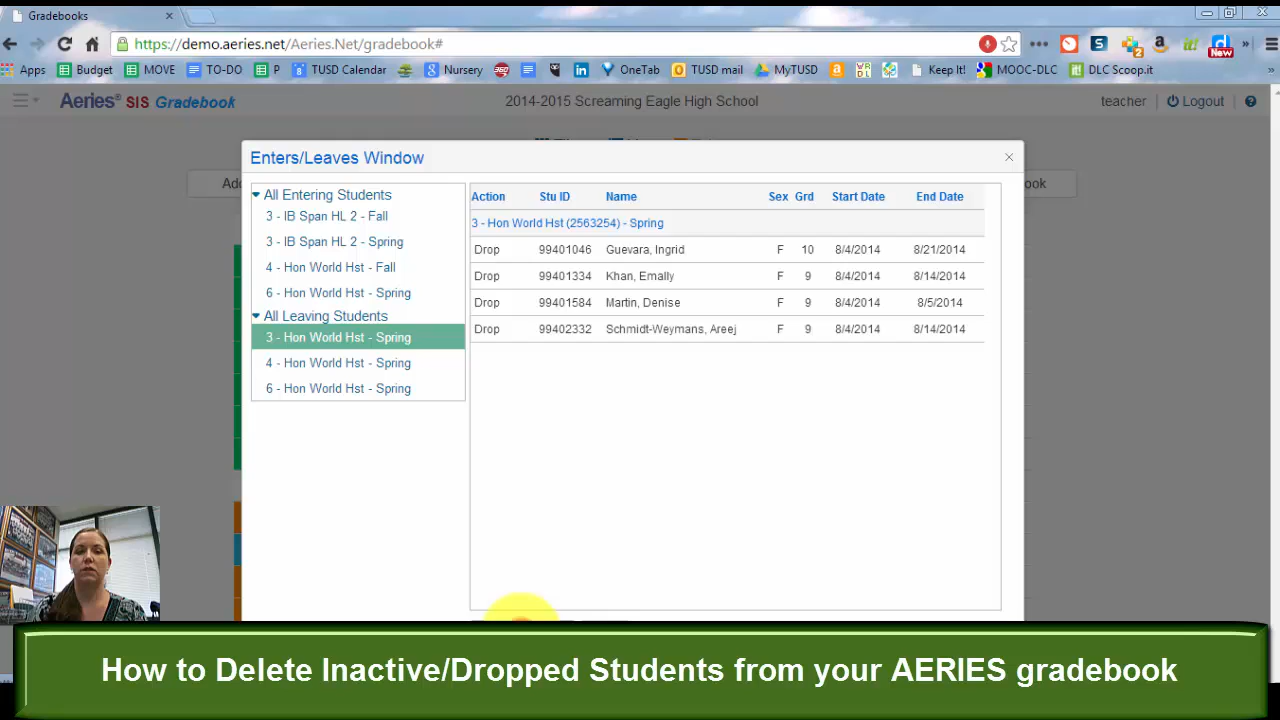 Gradebooks
https://demo.aeries.net/Aeries.Net/gradebook#
New
Apps Budget MOVE TO-DO P TUSD Calendar Nursery OneTab TUSD mail MyTUSD Keep It! MOOC-DLC DLC Scoop.it
Aeries® SIS Gradebook 2014-2015 Screaming Eagle High School teacher Logout
Enters/Leaves Window
All Entering Students
3 - IB Span HL 2 - Fall
3 - IB Span HL 2 - Spring
4 - Hon World Hst - Fall
6 - Hon World Hst - Spring
All Leaving Students
3 - Hon World Hst - Spring
4 - Hon World Hst - Spring
6 - Hon World Hst - Spring
Action Stu ID Name Sex Grd Start Date End Date
3 - Hon World Hst (2563254) - Spring
Drop 99401046 Guevara, Ingrid F 10 8/4/2014 8/21/2014
Drop 99401334 Khan, Emally F 9 8/4/2014 8/14/2014
Drop 99401584 Martin, Denise F 9 8/4/2014 8/5/2014
Drop 99402332 Schmidt-Weymans, Areej F 9 8/4/2014 8/14/2014
How to Delete Inactive/Dropped Students from your AERIES gradebook